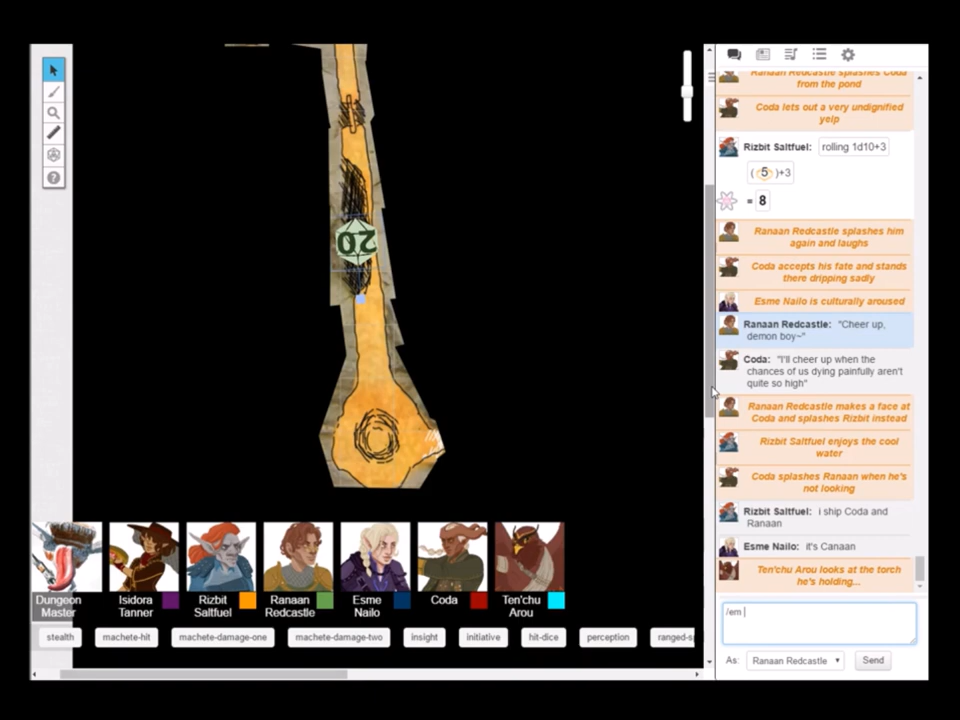 Ranaan Redcastle splashes Coda
from the pond
Coda lets out a very undignified
yelp
Rizbit Saltfuel: rolling 1d10+3
( 5 )+3
= 8
Ranaan Redcastle splashes him
again and laughs
Coda accepts his fate and stands
there dripping sadly
Esme Nailo is culturally aroused
Ranaan Redcastle: "Cheer up,
demon boy~"
Coda: "I'll cheer up when the
chances of us dying painfully aren't
quite so high"
Ranaan Redcastle makes a face at
Coda and splashes Rizbit instead
Rizbit Saltfuel enjoys the cool
water
Coda splashes Ranaan when he's
not looking
Rizbit Saltfuel: i ship Coda and
Ranaan
Esme Nailo: it's Canaan
Ten'chu Arou looks at the torch
he's holding...
/em
As: Ranaan Redcastle Send
20
Dungeon
Master
Isidora
Tanner
Rizbit
Saltfuel
Ranaan
Redcastle
Esme
Nailo
Coda
Ten'chu
Arou
stealth machete-hit machete-damage-one machete-damage-two insight initiative hit-dice perception ranged-sp